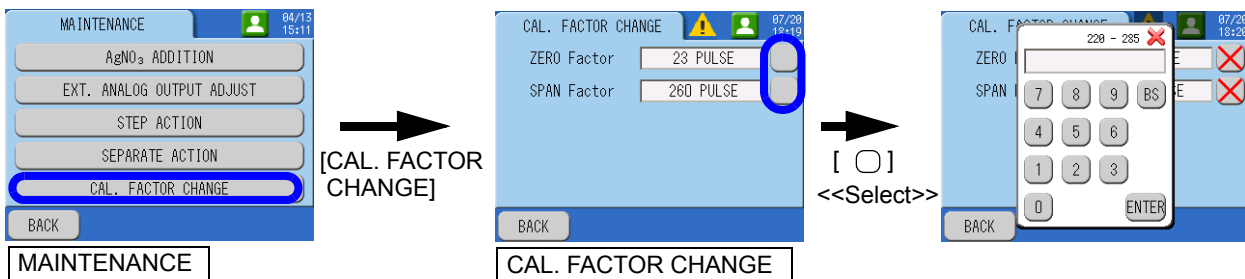 MAINTENANCE
04/13
15:11
AgNO₃ ADDITION
EXT. ANALOG OUTPUT ADJUST
STEP ACTION
SEPARATE ACTION
CAL. FACTOR CHANGE
BACK
MAINTENANCE
[CAL. FACTOR
CHANGE]
CAL. FACTOR CHANGE
07/20
18:19
ZERO Factor 23 PULSE
SPAN Factor 260 PULSE
BACK
CAL. FACTOR CHANGE
[ ◯ ]
<<Select>>
CAL. FACTOR CHANGE
07/20
18:20
220 - 285
ZERO
E
SPAN
E
7 8 9 BS
4 5 6
1 2 3
0 ENTER
BACK